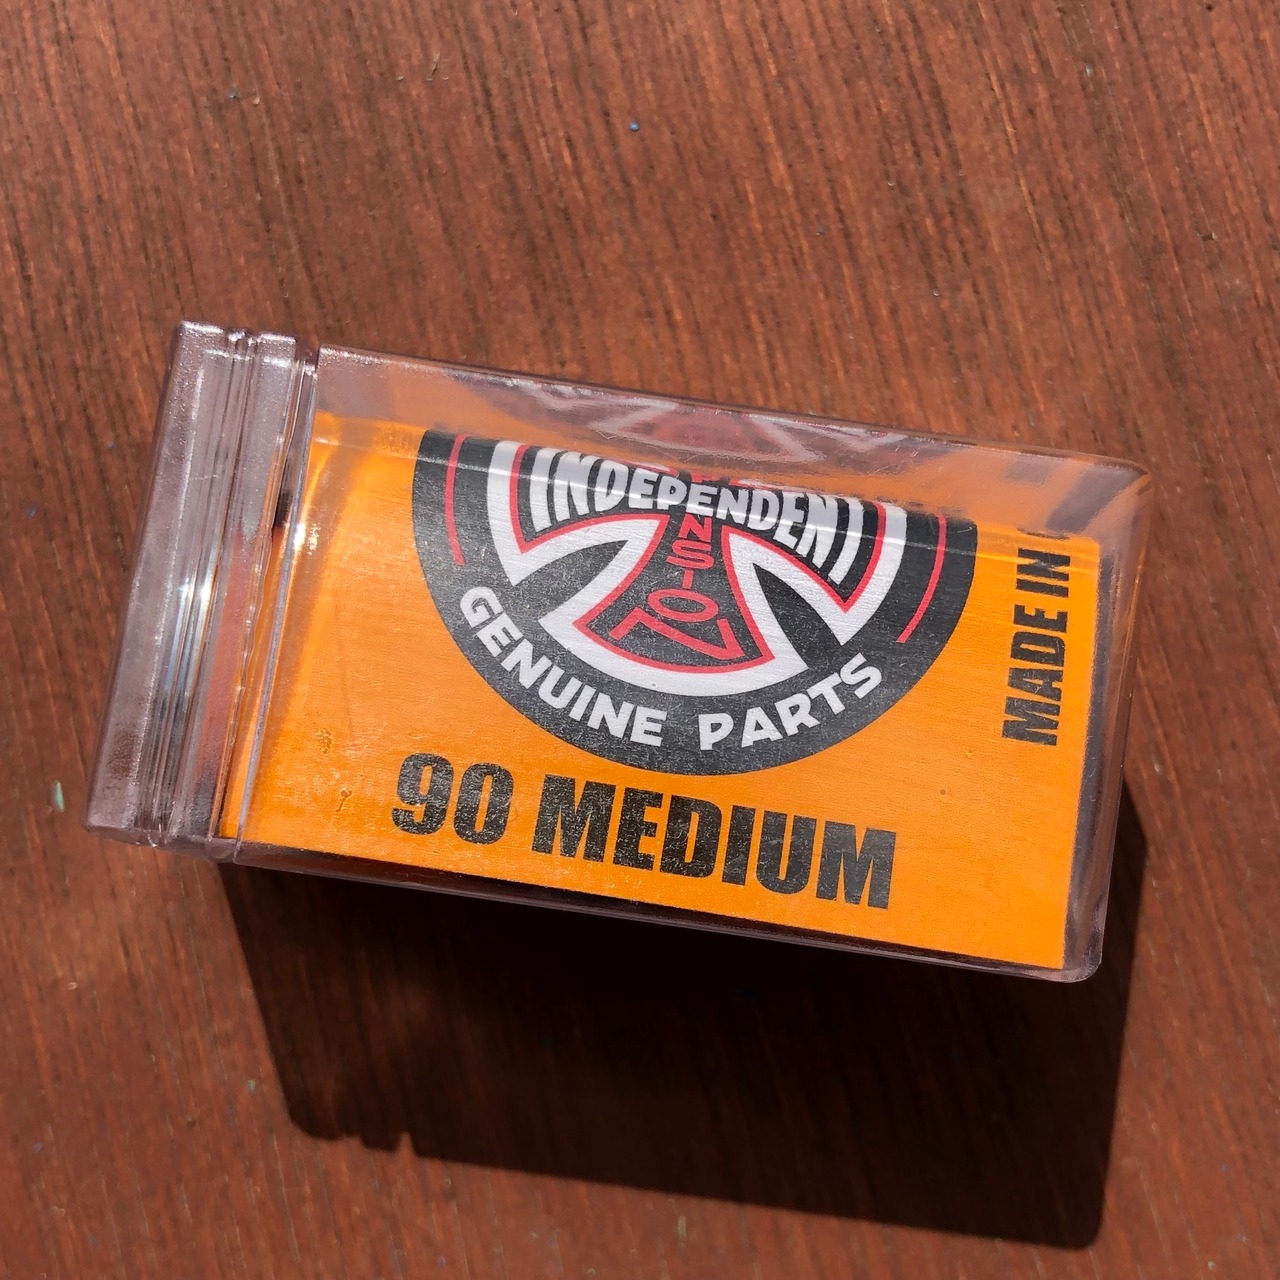 INDEPENDENT
GENUINE PARTS
90 MEDIUM
MADE IN